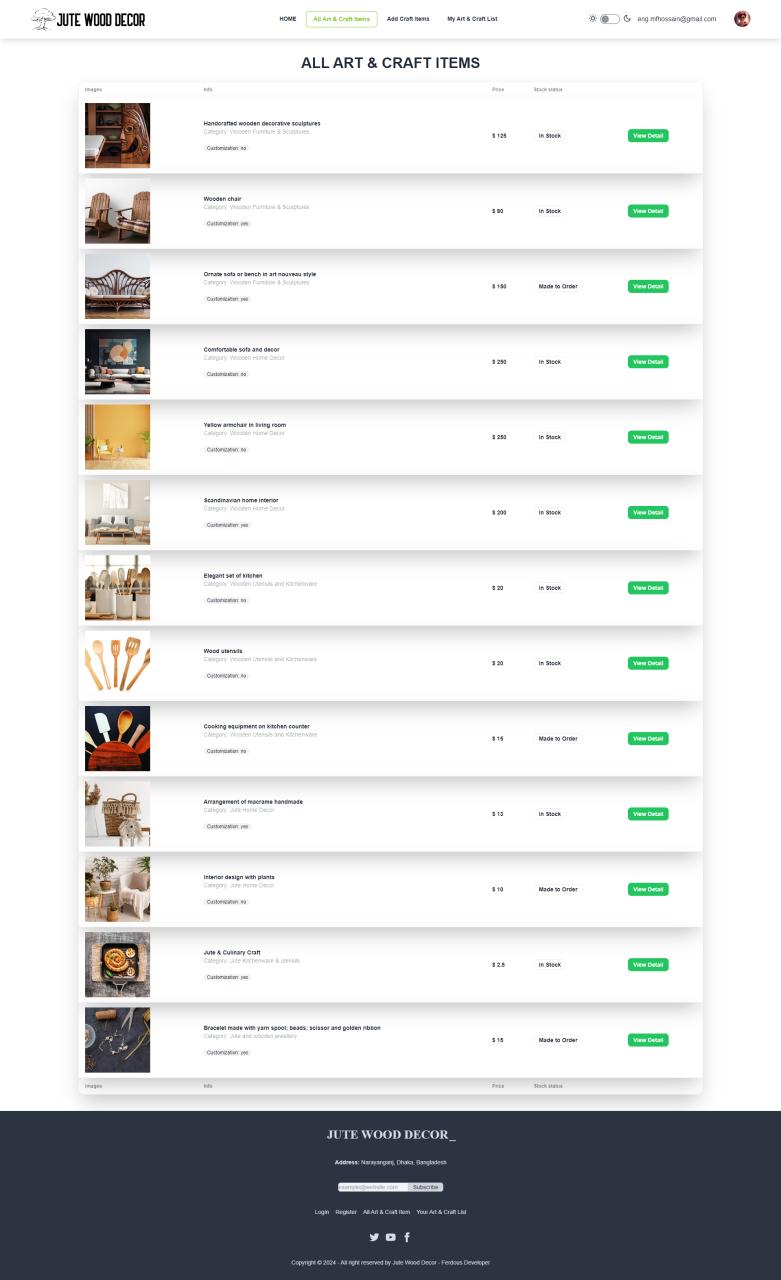 JUTE WOOD DECOR
HOME
All Art & Craft Items
Add Craft Items
My Art & Craft List
eng.mfhossain@gmail.com
ALL ART & CRAFT ITEMS
Images Info Price Stock status
Handcrafted wooden decorative sculptures
Category: Wooden Furniture & Sculptures
Customization: no
$ 125 In Stock View Detail
Wooden chair
Category: Wooden Furniture & Sculptures
Customization: yes
$ 80 In Stock View Detail
Ornate sofa or bench in art nouveau style
Category: Wooden Furniture & Sculptures
Customization: yes
$ 150 Made to Order View Detail
Comfortable sofa and decor
Category: Wooden Home Decor
Customization: no
$ 250 In Stock View Detail
Yellow armchair in living room
Category: Wooden Home Decor
Customization: no
$ 250 In Stock View Detail
Scandinavian home interior
Category: Wooden Home Decor
Customization: yes
$ 200 In Stock View Detail
Elegant set of kitchen
Category: Wooden Utensils and Kitchenware
Customization: no
$ 20 In Stock View Detail
Wood utensils
Category: Wooden Utensils and Kitchenware
Customization: no
$ 20 In Stock View Detail
Cooking equipment on kitchen counter
Category: Wooden Utensils and Kitchenware
Customization: no
$ 15 Made to Order View Detail
Arrangement of macrame handmade
Category: Jute Home Decor
Customization: yes
$ 13 In Stock View Detail
Interior design with plants
Category: Jute Home Decor
Customization: no
$ 10 Made to Order View Detail
Jute & Culinary Craft
Category: Jute Kitchenware & utensils
Customization: yes
$ 2.5 In Stock View Detail
Bracelet made with yarn spool; beads; scissor and golden ribbon
Category: Jute and wooden jewellery
Customization: yes
$ 15 Made to Order View Detail
Images Info Price Stock status
JUTE WOOD DECOR_
Address: Narayanganj, Dhaka, Bangladesh
example@website.com Subscribe
Login Register All Art & Craft Item Your Art & Craft List
Copyright © 2024 - All right reserved by Jute Wood Decor - Ferdous Developer